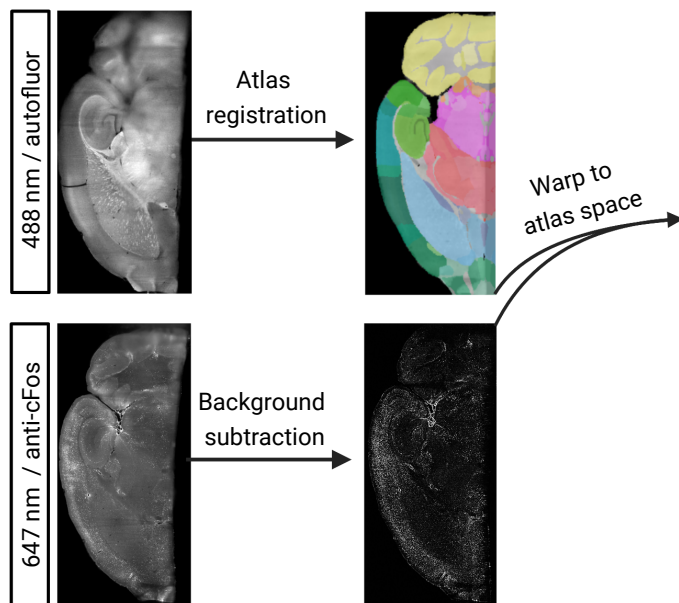 488 nm / autofluor
Atlas
registration
Warp to
atlas space
647 nm / anti-cFos
Background
subtraction